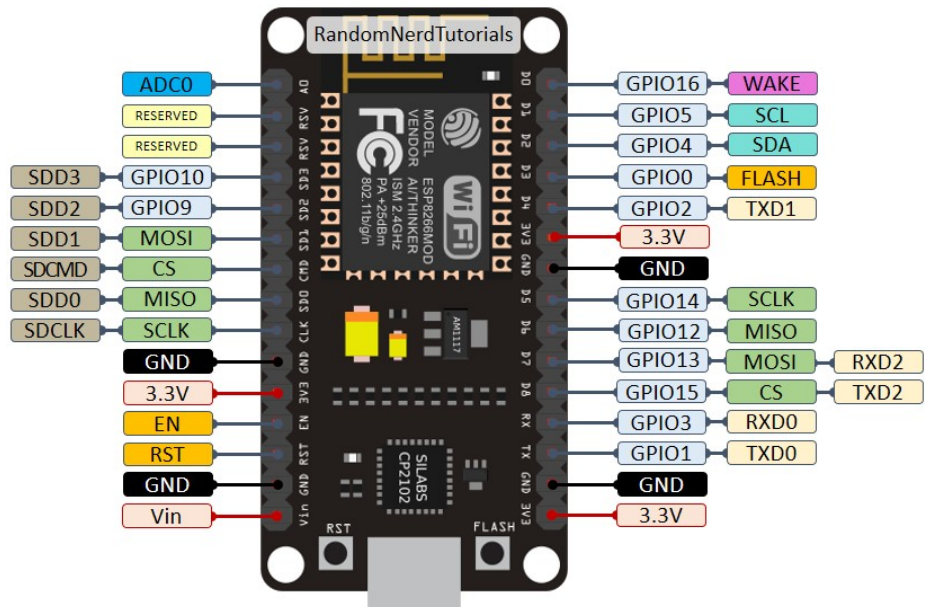 RandomNerdTutorials
ADC0
RESERVED
RESERVED
SDD3 GPIO10
SDD2 GPIO9
SDD1 MOSI
SDCMD CS
SDD0 MISO
SDCLK SCLK
GND
3.3V
EN
RST
GND
Vin
A0
RSV
RSV
SD3
SD2
SD1
CMD
SD0
CLK
GND
3V3
EN
RST
GND
Vin
MODEL ESP8266MOD
VENDOR AI/THINKER
ISM 2.4GHz
PA +25dBm
802.11b/g/n
FCC
WiFi
AM1117
SILABS
CP2102
RST
FLASH
D0
D1
D2
D3
D4
3V3
GND
D5
D6
D7
D8
RX
TX
GND
3V3
GPIO16 WAKE
GPIO5 SCL
GPIO4 SDA
GPIO0 FLASH
GPIO2 TXD1
3.3V
GND
GPIO14 SCLK
GPIO12 MISO
GPIO13 MOSI RXD2
GPIO15 CS TXD2
GPIO3 RXD0
GPIO1 TXD0
GND
3.3V